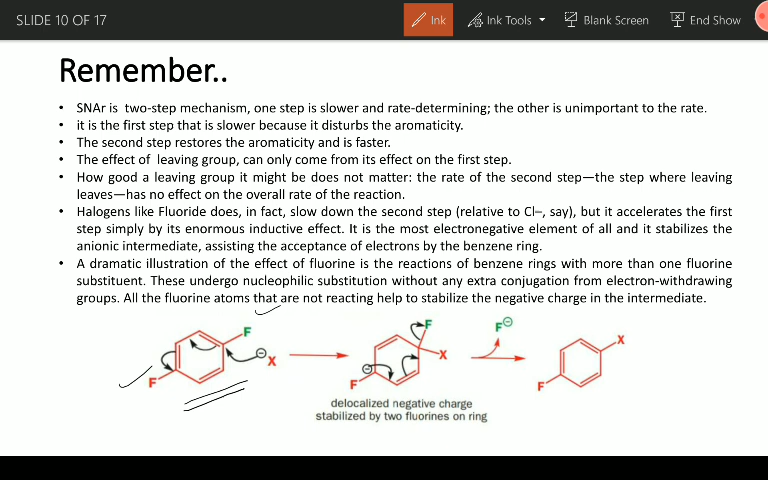 SLIDE 10 OF 17
Ink
Ink Tools
Blank Screen
End Show
Remember..
• SNAr is two-step mechanism, one step is slower and rate-determining; the other is unimportant to the rate.
• it is the first step that is slower because it disturbs the aromaticity.
• The second step restores the aromaticity and is faster.
• The effect of leaving group, can only come from its effect on the first step.
• How good a leaving group it might be does not matter: the rate of the second step—the step where leaving
leaves—has no effect on the overall rate of the reaction.
• Halogens like Fluoride does, in fact, slow down the second step (relative to Cl–, say), but it accelerates the first
step simply by its enormous inductive effect. It is the most electronegative element of all and it stabilizes the
anionic intermediate, assisting the acceptance of electrons by the benzene ring.
• A dramatic illustration of the effect of fluorine is the reactions of benzene rings with more than one fluorine
substituent. These undergo nucleophilic substitution without any extra conjugation from electron-withdrawing
groups. All the fluorine atoms that are not reacting help to stabilize the negative charge in the intermediate.
F
X
F
F
X
F
F⊖
X
F
delocalized negative charge
stabilized by two fluorines on ring